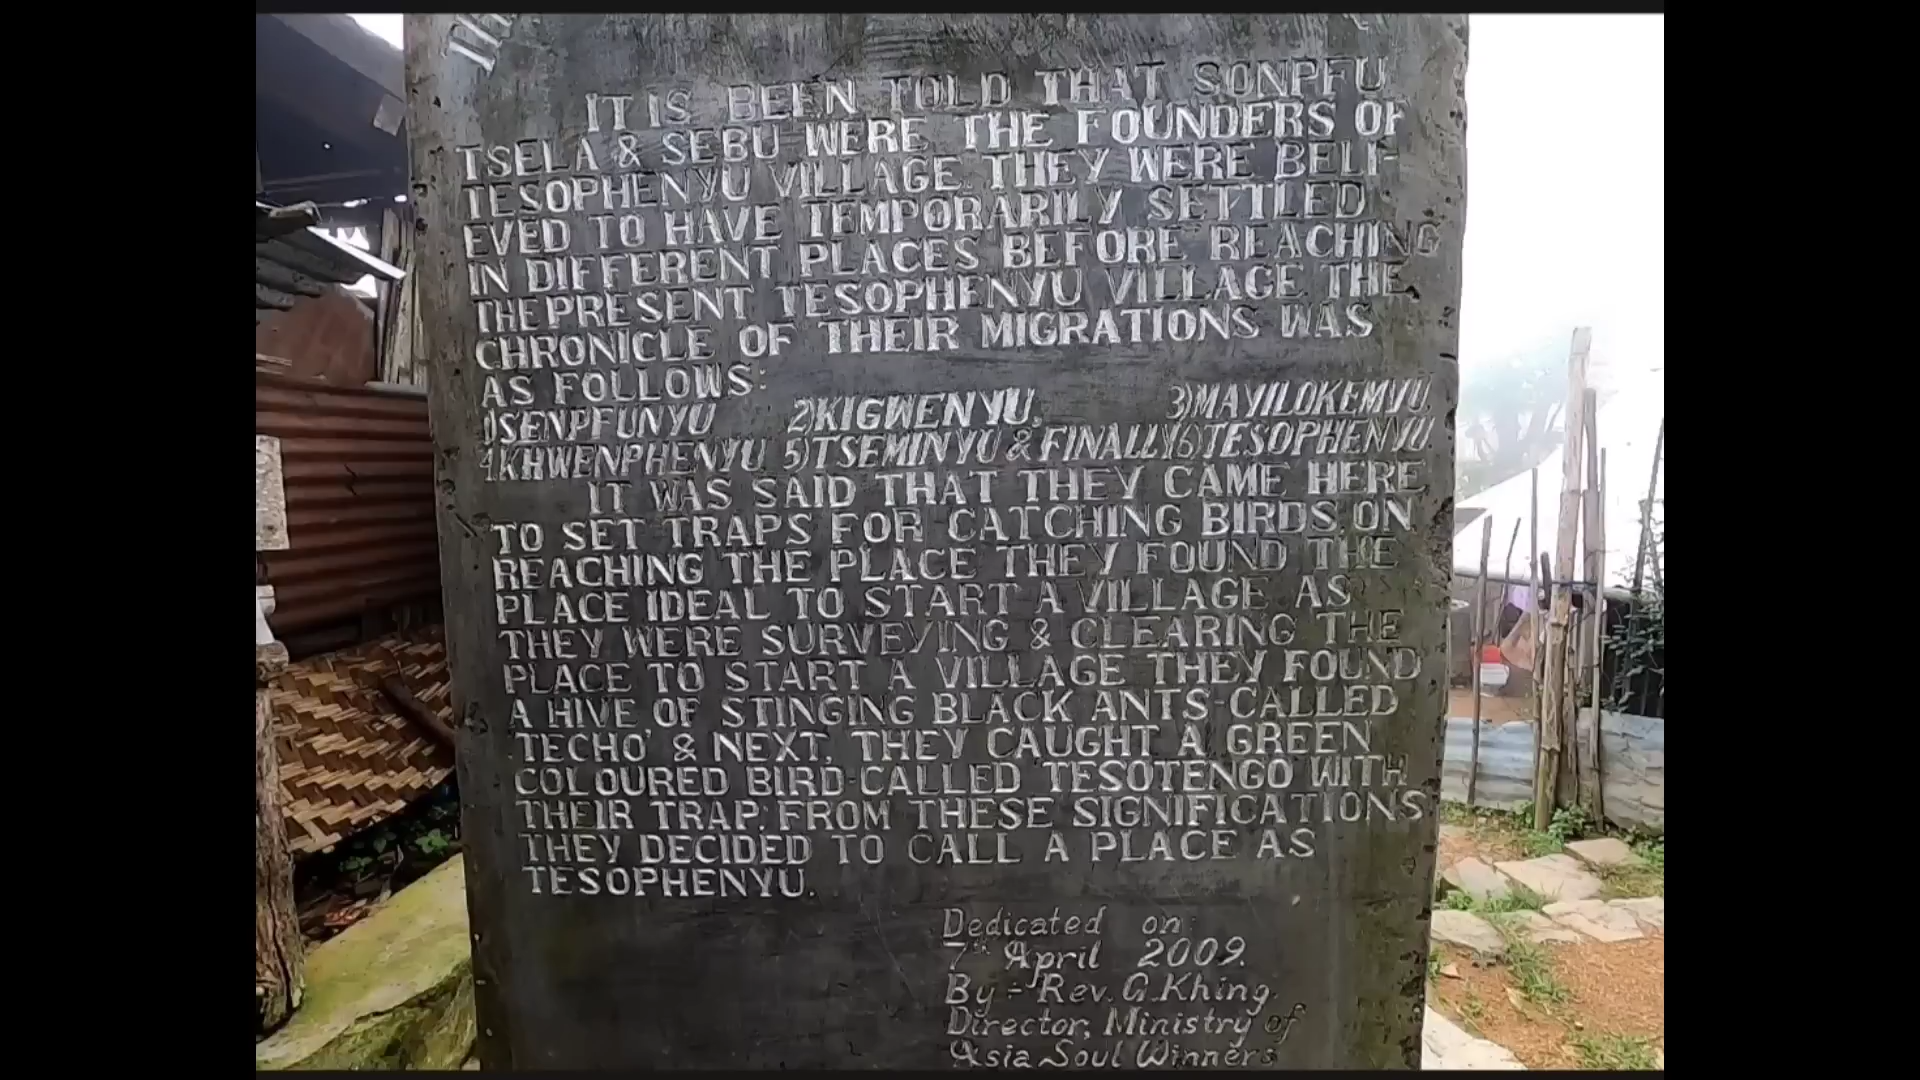 IT IS BEEN TOLD THAT SONPFU
TSELA & SEBU WERE THE FOUNDERS OF
TESOPHENYU VILLAGE. THEY WERE BELI-
EVED TO HAVE TEMPORARILY SETTLED
IN DIFFERENT PLACES BEFORE REACHING
THE PRESENT TESOPHENYU VILLAGE THE
CHRONICLE OF THEIR MIGRATIONS WAS
AS FOLLOWS:
1)SENPFUNYU 2)KIGWENYU, 3)MAYILOKEMVU,
4)KHWENPHENYU 5)TSEMINYU & FINALLY 6)TESOPHENYU.
IT WAS SAID THAT THEY CAME HERE
TO SET TRAPS FOR CATCHING BIRDS. ON
REACHING THE PLACE THEY FOUND THE
PLACE IDEAL TO START A VILLAGE AS
THEY WERE SURVEYING & CLEARING THE
PLACE TO START A VILLAGE THEY FOUND
A HIVE OF STINGING BLACK ANTS-CALLED
'TECHO' & NEXT, THEY CAUGHT A GREEN
COLOURED BIRD-CALLED TESOTENGO WITH
THEIR TRAP. FROM THESE SIGNIFICATIONS
THEY DECIDED TO CALL A PLACE AS
TESOPHENYU.
Dedicated on:
7th April 2009.
By:- Rev. G. Khing.
Director, Ministry of
Asia Soul Winners